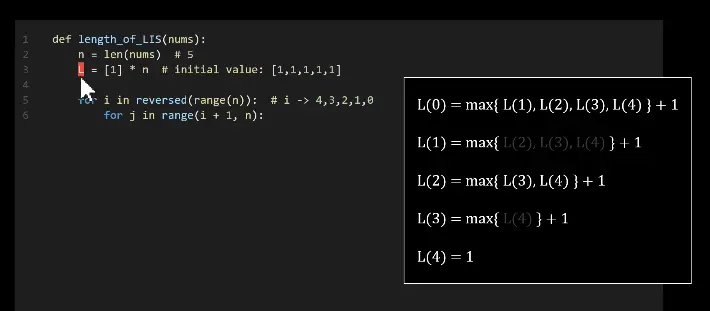 1 def length_of_LIS(nums):
2 n = len(nums) # 5
3 L = [1] * n # initial value: [1,1,1,1,1]
4
5 for i in reversed(range(n)): # i -> 4,3,2,1,0
6 for j in range(i + 1, n):
L(0) = max{ L(1), L(2), L(3), L(4) } + 1
L(1) = max{ L(2), L(3), L(4) } + 1
L(2) = max{ L(3), L(4) } + 1
L(3) = max{ L(4) } + 1
L(4) = 1